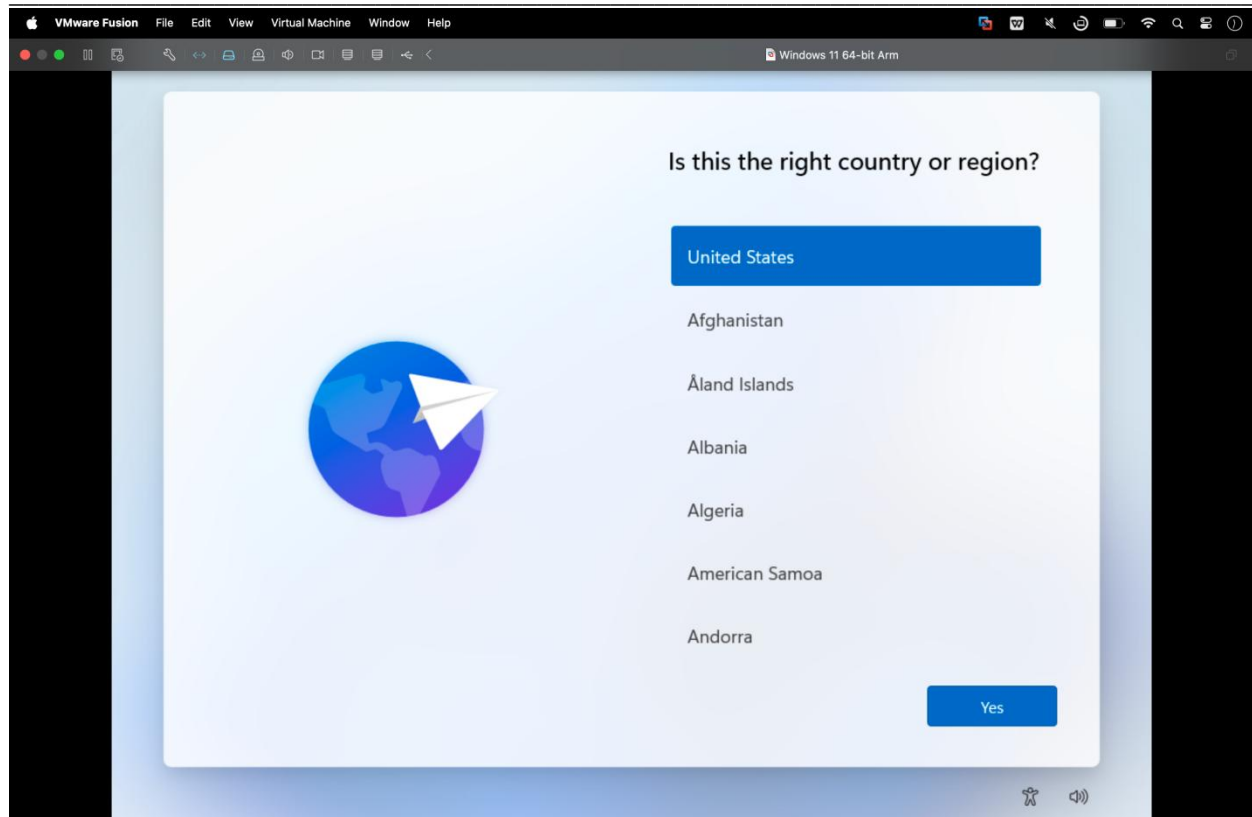 VMware Fusion File Edit View Virtual Machine Window Help
Windows 11 64-bit Arm
Is this the right country or region?
United States
Afghanistan
Åland Islands
Albania
Algeria
American Samoa
Andorra
Yes